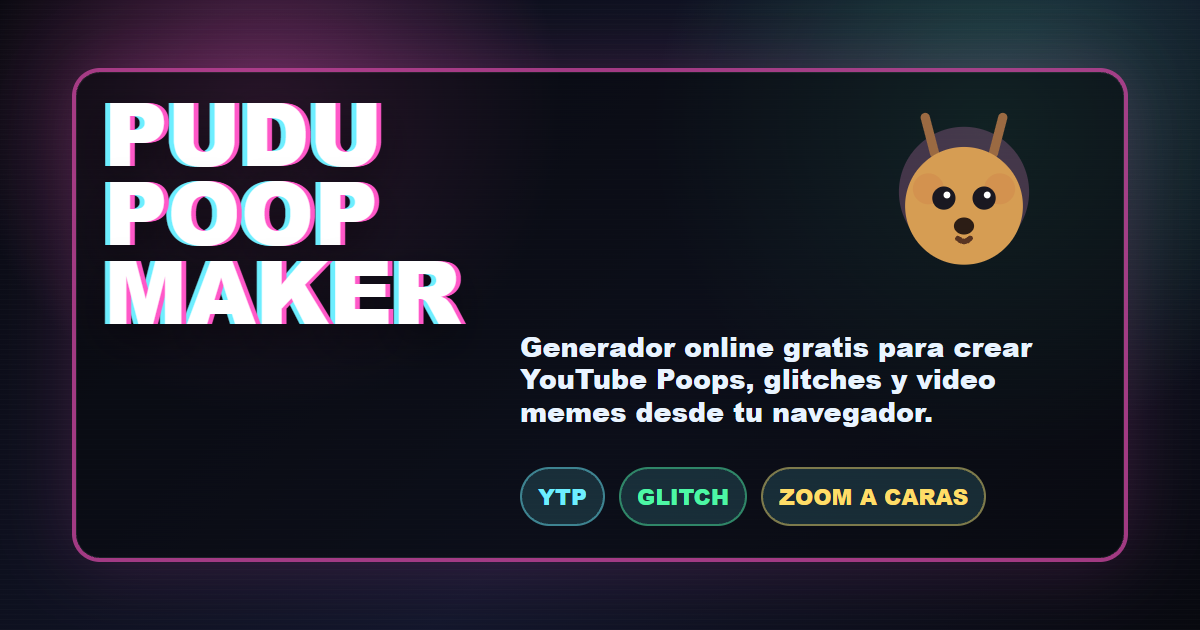 PUDU
POOP
MAKER
Generador online gratis para crear
YouTube Poops, glitches y video
memes desde tu navegador.
YTP
GLITCH
ZOOM A CARAS